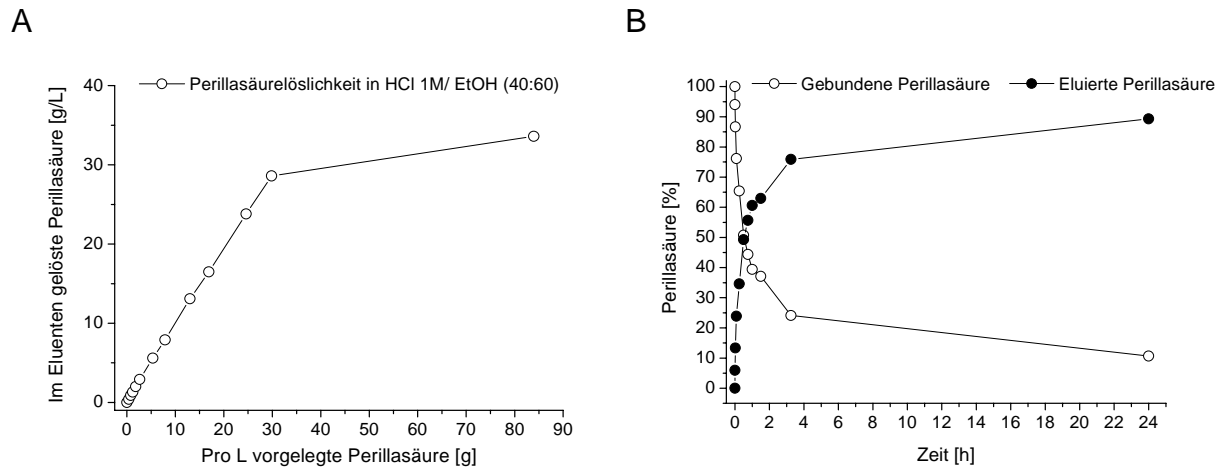 A
Perillasäurelöslichkeit in HCl 1M/ EtOH (40:60)
Im Eluenten gelöste Perillasäure [g/L]
40
30
20
10
0
0 10 20 30 40 50 60 70 80 90
Pro L vorgelegte Perillasäure [g]
B
Gebundene Perillasäure Eluierte Perillasäure
Perillasäure [%]
100
90
80
70
60
50
40
30
20
10
0
0 2 4 6 8 10 12 14 16 18 20 22 24
Zeit [h]